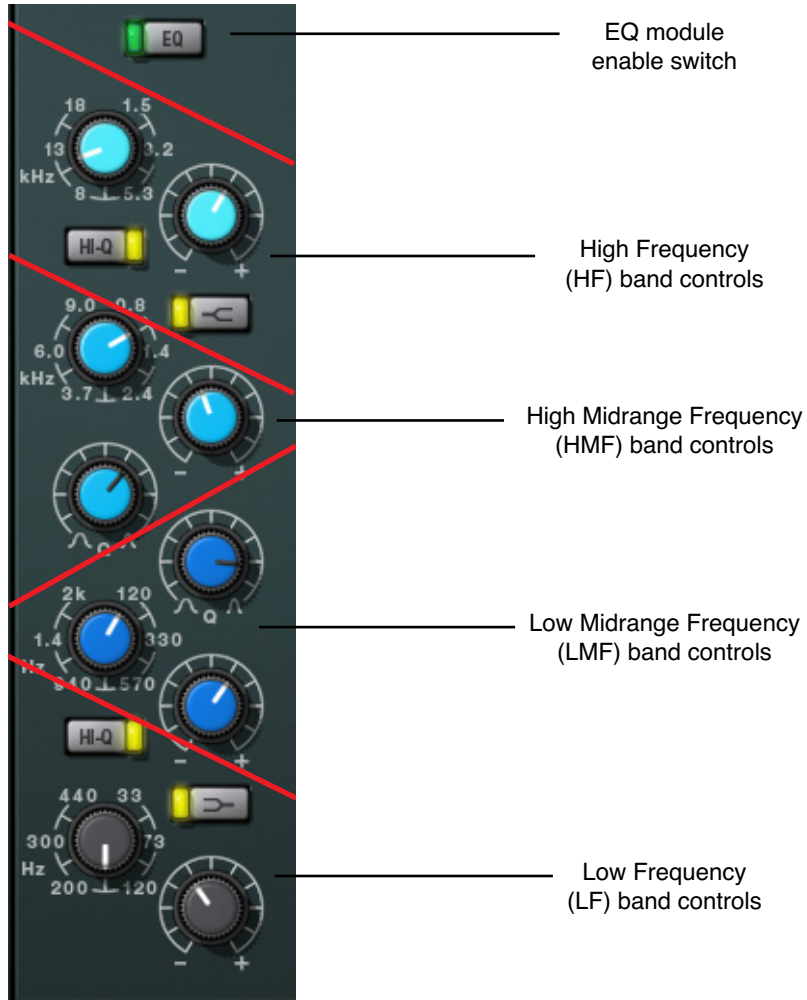 EQ
EQ module
enable switch
18 1.5
13 3.2
kHz
8 5.3
- +
HI-Q
High Frequency
(HF) band controls
9.0 0.8
6.0 1.4
kHz
3.7 2.4
- +
High Midrange Frequency
(HMF) band controls
Q
Q
2k 120
1.4 330
Hz
940 570
- +
Low Midrange Frequency
(LMF) band controls
HI-Q
440 33
300 73
Hz
200 120
- +
Low Frequency
(LF) band controls